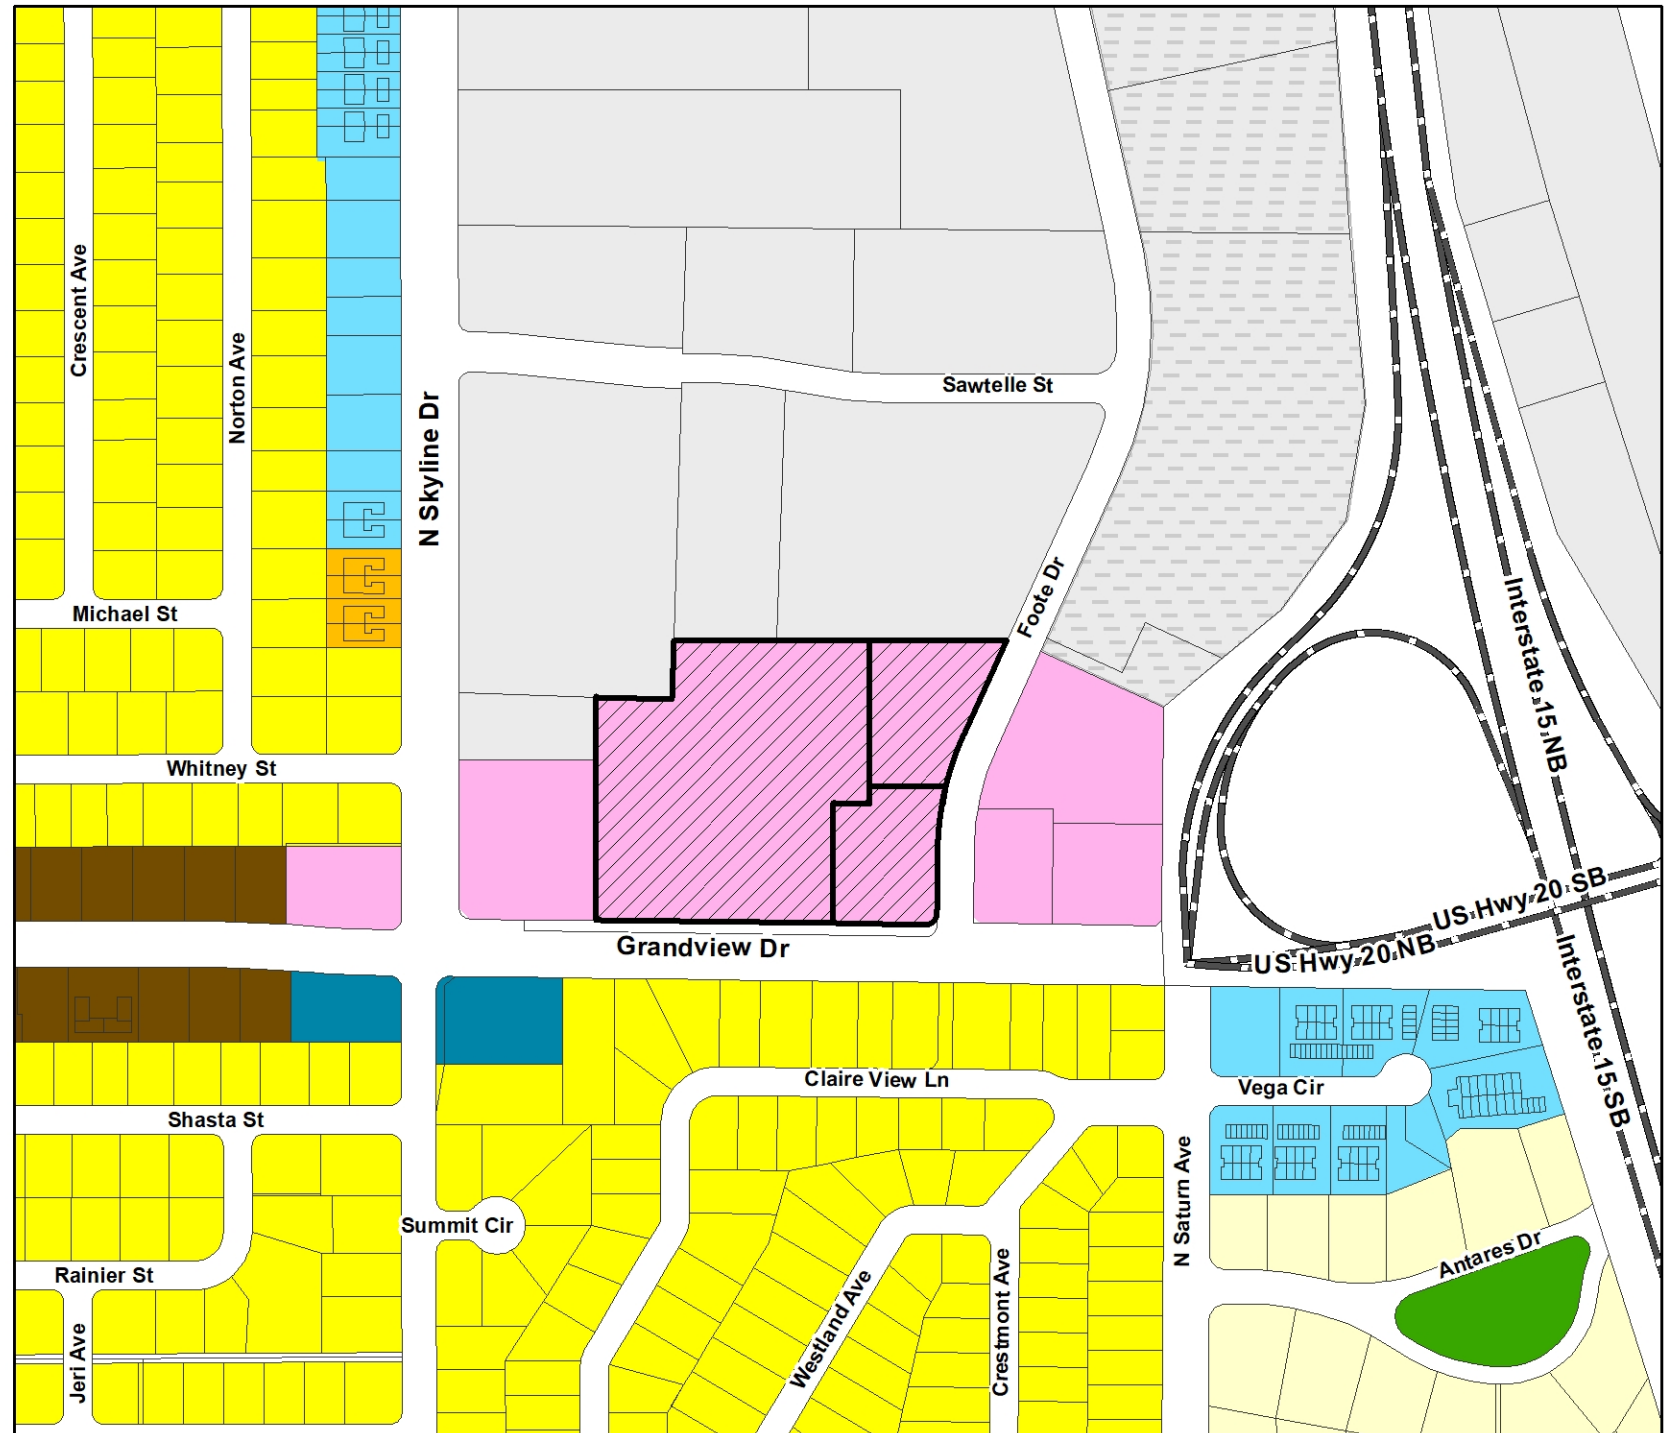 Crescent Ave
Norton Ave
N Skyline Dr
Sawtelle St
Foote Dr
Michael St
Interstate 15 NB
Whitney St
US Hwy 20 SB
Grandview Dr
US Hwy 20 NB
Interstate 15 SB
Claire View Ln
Vega Cir
Shasta St
N Saturn Ave
Summit Cir
Antares Dr
Rainier St
Westland Ave
Crestmont Ave
Jeri Ave